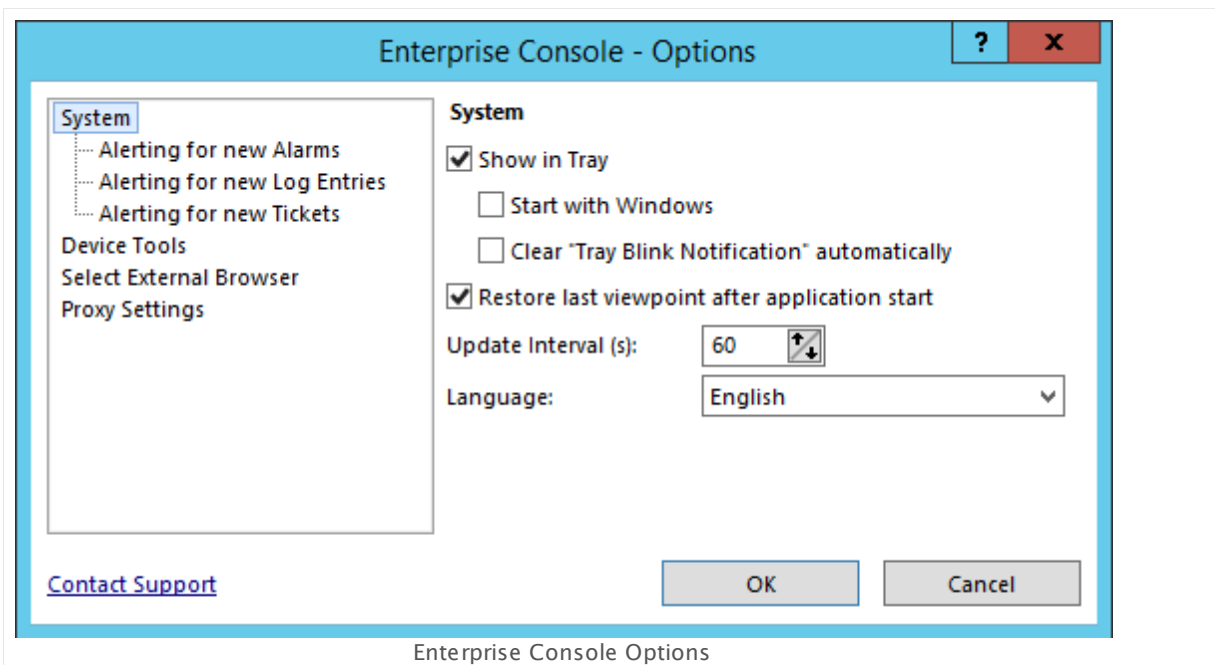 Enterprise Console - Options
?
x
System
Alerting for new Alarms
Alerting for new Log Entries
Alerting for new Tickets
Device Tools
Select External Browser
Proxy Settings
System
Show in Tray
Start with Windows
Clear "Tray Blink Notification" automatically
Restore last viewpoint after application start
Update Interval (s): 60
Language: English
Contact Support
OK
Cancel
Enterprise Console Options